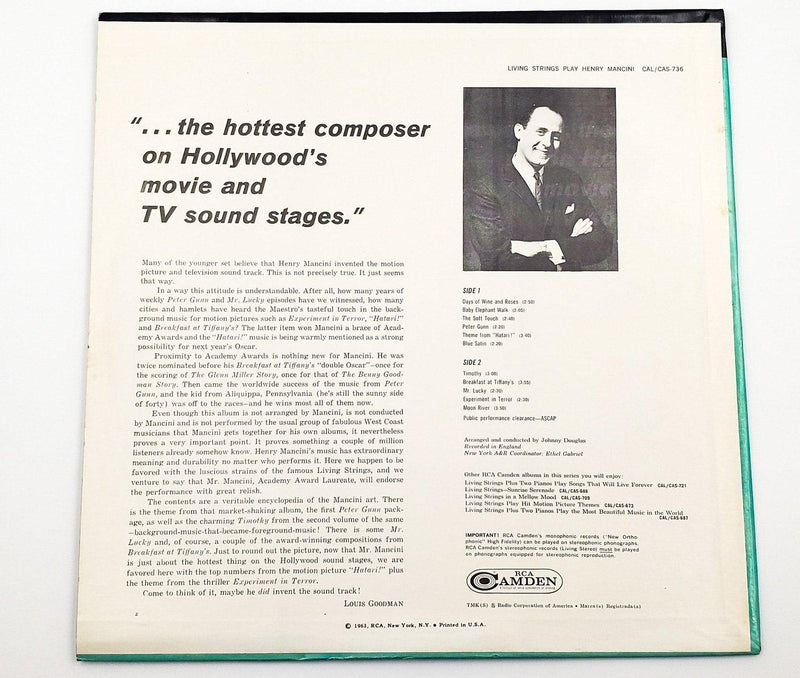 LIVING STRINGS PLAY HENRY MANCINI CAL/CAS-736
“...the hottest composer
on Hollywood’s
movie and
TV sound stages.”
Many of the younger set believe that Henry Mancini invented the motion
picture and television sound track. This is not precisely true. It just seems
that way.
In a way this attitude is understandable. After all, how many years of
weekly Peter Gunn and Mr. Lucky episodes have we witnessed, how many
cities and hamlets have heard the Maestro’s tasteful touch in the back-
ground music for motion pictures such as Experiment in Terror, “Hatari!”
and Breakfast at Tiffany’s? The latter item won Mancini a brace of Acad-
emy Awards and the “Hatari!” music is being warmly mentioned as a strong
possibility for next year’s Oscar.
Proximity to Academy Awards is nothing new for Mancini. He was
twice nominated before his Breakfast at Tiffany’s “double Oscar”—once for
the scoring of The Glenn Miller Story, once for that of The Benny Good-
man Story. Then came the worldwide success of the music from Peter
Gunn, and the kid from Aliquippa, Pennsylvania (he’s still the sunny side
of forty) was off to the races—and he wins most all of them now.
Even though this album is not arranged by Mancini, is not conducted
by Mancini and is not performed by the usual group of fabulous West Coast
musicians that Mancini gets together for his own albums, it nevertheless
proves a very important point. It proves something a couple of million
listeners already somehow know. Henry Mancini’s music has extraordinary
meaning and durability no matter who performs it. Here we happen to be
favored with the luscious strains of the famous Living Strings, and we
venture to say that Mr. Mancini, Academy Award Laureate, will endorse
the performance with great relish.
The contents are a veritable encyclopedia of the Mancini art. There
is the theme from that market-shaking album, the first Peter Gunn pack-
age, as well as the charming Timothy from the second volume of the same
–background-music-that-became-foreground-music! There is some Mr.
Lucky and, of course, a couple of the award-winning compositions from
Breakfast at Tiffany’s. Just to round out the picture, now that Mr. Mancini
is just about the hottest thing on the Hollywood sound stages, we are
favored here with the top numbers from the motion picture “Hatari!” plus
the theme from the thriller Experiment in Terror.
Come to think of it, maybe he did invent the sound track!
LOUIS GOODMAN
2
SIDE 1
Days of Wine and Roses (2:50)
Baby Elephant Walk (2:05)
The Soft Touch (2:40)
Peter Gunn (2:20)
Theme from “Hatari!” (3:40)
Blue Satin (2:20)
SIDE 2
Timothy (3:00)
Breakfast at Tiffany’s (3:55)
Mr. Lucky (2:30)
Experiment in Terror (2:30)
Moon River (3:50)
Public performance clearance—ASCAP
Arranged and conducted by Johnny Douglas
Recorded in England
New York A&R Coordinator: Ethel Gabriel
Other RCA Camden albums in this series you will enjoy:
Living Strings Plus Two Pianos Play Songs That Will Live Forever CAL/CAS-721
Living Strings—Suncise Serenade CAL/CAS-688
Living Strings in a Mellow Mood CAL/CAS-709
Living Strings Play Hit Motion Picture Themes CAL/CAS-673
Living Strings Plus Two Pianos Play the Most Beautiful Music in the World
CAL/CAS-687
IMPORTANT! RCA Camden’s monophonic records (“New Ortho-
phonic” High Fidelity) can be played on stereophonic phonographs.
RCA Camden’s stereophonic records (Living Stereo) must be played
on phonographs equipped for stereophonic reproduction.
RCA
CAMDEN
TMK(S) ® Radio Corporation of America • Marca(s) Registrada(s)
© 1963, RCA, New York, N.Y. • Printed in U.S.A.